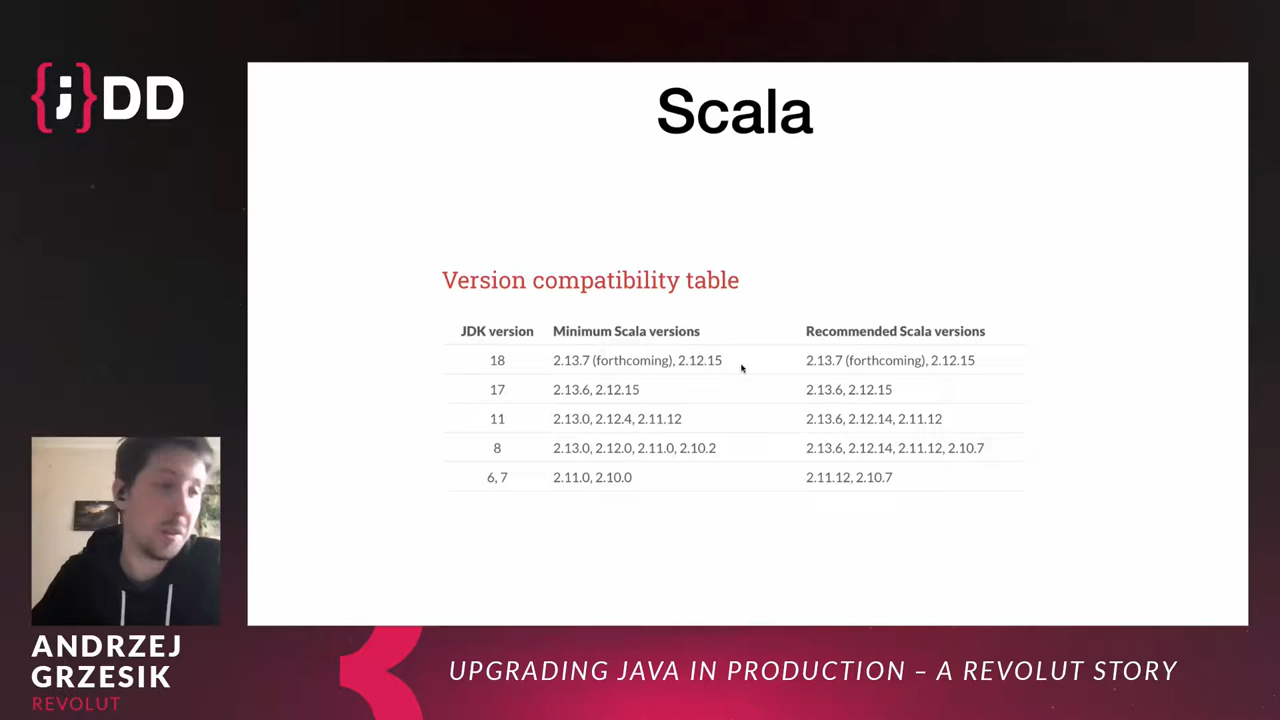 {j}DD
Scala
Version compatibility table
JDK version Minimum Scala versions Recommended Scala versions
18 2.13.7 (forthcoming), 2.12.15 2.13.7 (forthcoming), 2.12.15
17 2.13.6, 2.12.15 2.13.6, 2.12.15
11 2.13.0, 2.12.4, 2.11.12 2.13.6, 2.12.14, 2.11.12
8 2.13.0, 2.12.0, 2.11.0, 2.10.2 2.13.6, 2.12.14, 2.11.12, 2.10.7
6, 7 2.11.0, 2.10.0 2.11.12, 2.10.7
ANDRZEJ
GRZESIK
REVOLUT
UPGRADING JAVA IN PRODUCTION – A REVOLUT STORY